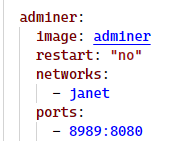 adminer:
  image: adminer
  restart: "no"
  networks:
    - janet
  ports:
    - 8989:8080